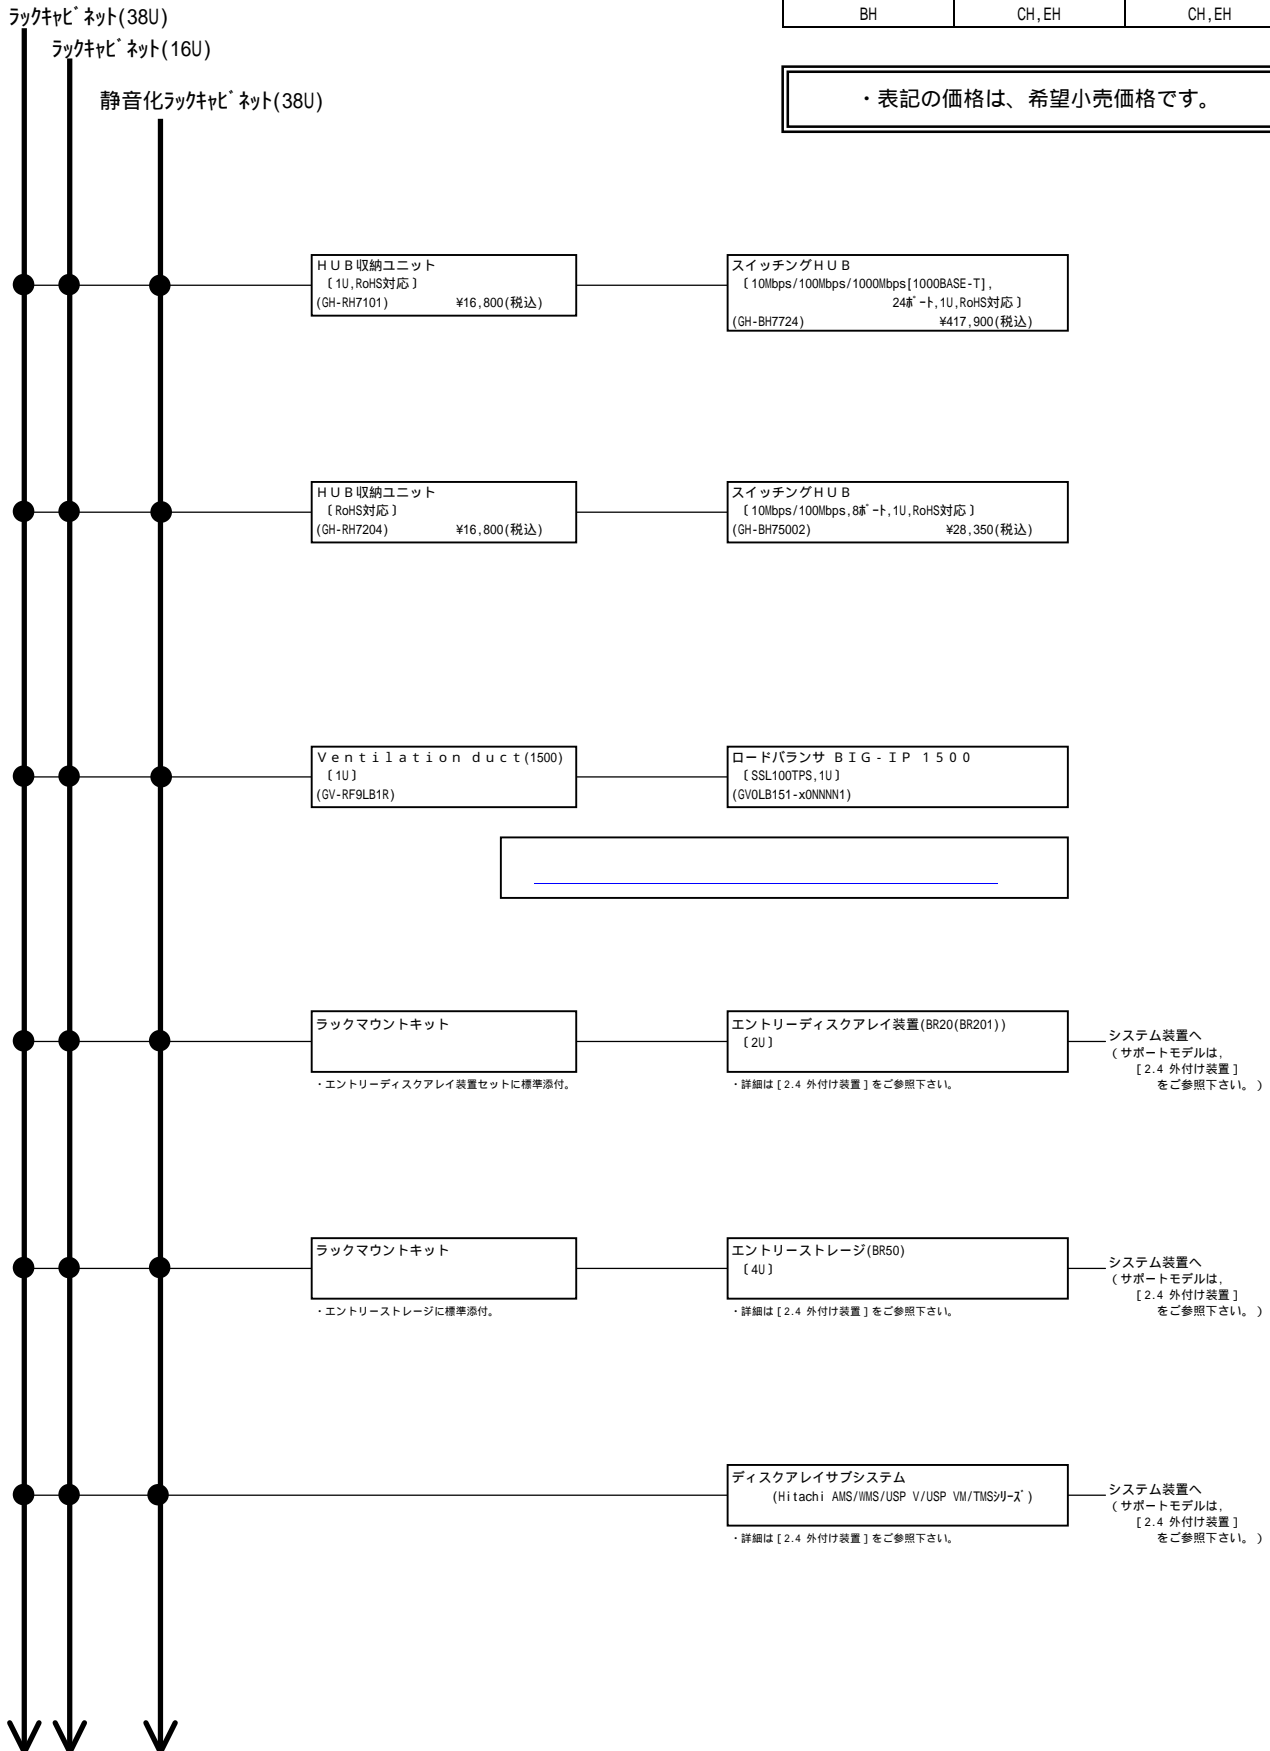 ラックキャビネット(38U)
ラックキャビネット(16U)
静音化ラックキャビネット(38U)
BH CH,EH CH,EH
・表記の価格は、希望小売価格です。
HUB収納ユニット
〔1U,RoHS対応〕
(GH-RH7101) ¥16,800(税込)
スイッチングHUB
〔10Mbps/100Mbps/1000Mbps[1000BASE-T],
24ポート,1U,RoHS対応〕
(GH-BH7724) ¥417,900(税込)
HUB収納ユニット
〔RoHS対応〕
(GH-RH7204) ¥16,800(税込)
スイッチングHUB
〔10Mbps/100Mbps,8ポート,1U,RoHS対応〕
(GH-BH75002) ¥28,350(税込)
Ventilation duct(1500)
〔1U〕
(GV-RF9LB1R)
ロードバランサ BIG-IP 1500
〔SSL100TPS,1U〕
(GV0LB151-x0NNNN1)
ラックマウントキット
・エントリーディスクアレイ装置セットに標準添付。
エントリーディスクアレイ装置(BR20(BR201))
〔2U〕
・詳細は[2.4 外付け装置]をご参照下さい。
システム装置へ
(サポートモデルは、
[2.4 外付け装置]
をご参照下さい。)
ラックマウントキット
・エントリーストレージに標準添付。
エントリーストレージ(BR50)
〔4U〕
・詳細は[2.4 外付け装置]をご参照下さい。
システム装置へ
(サポートモデルは、
[2.4 外付け装置]
をご参照下さい。)
ディスクアレイサブシステム
(Hitachi AMS/WMS/USP V/USP VM/TMSシリーズ)
・詳細は[2.4 外付け装置]をご参照下さい。
システム装置へ
(サポートモデルは、
[2.4 外付け装置]
をご参照下さい。)